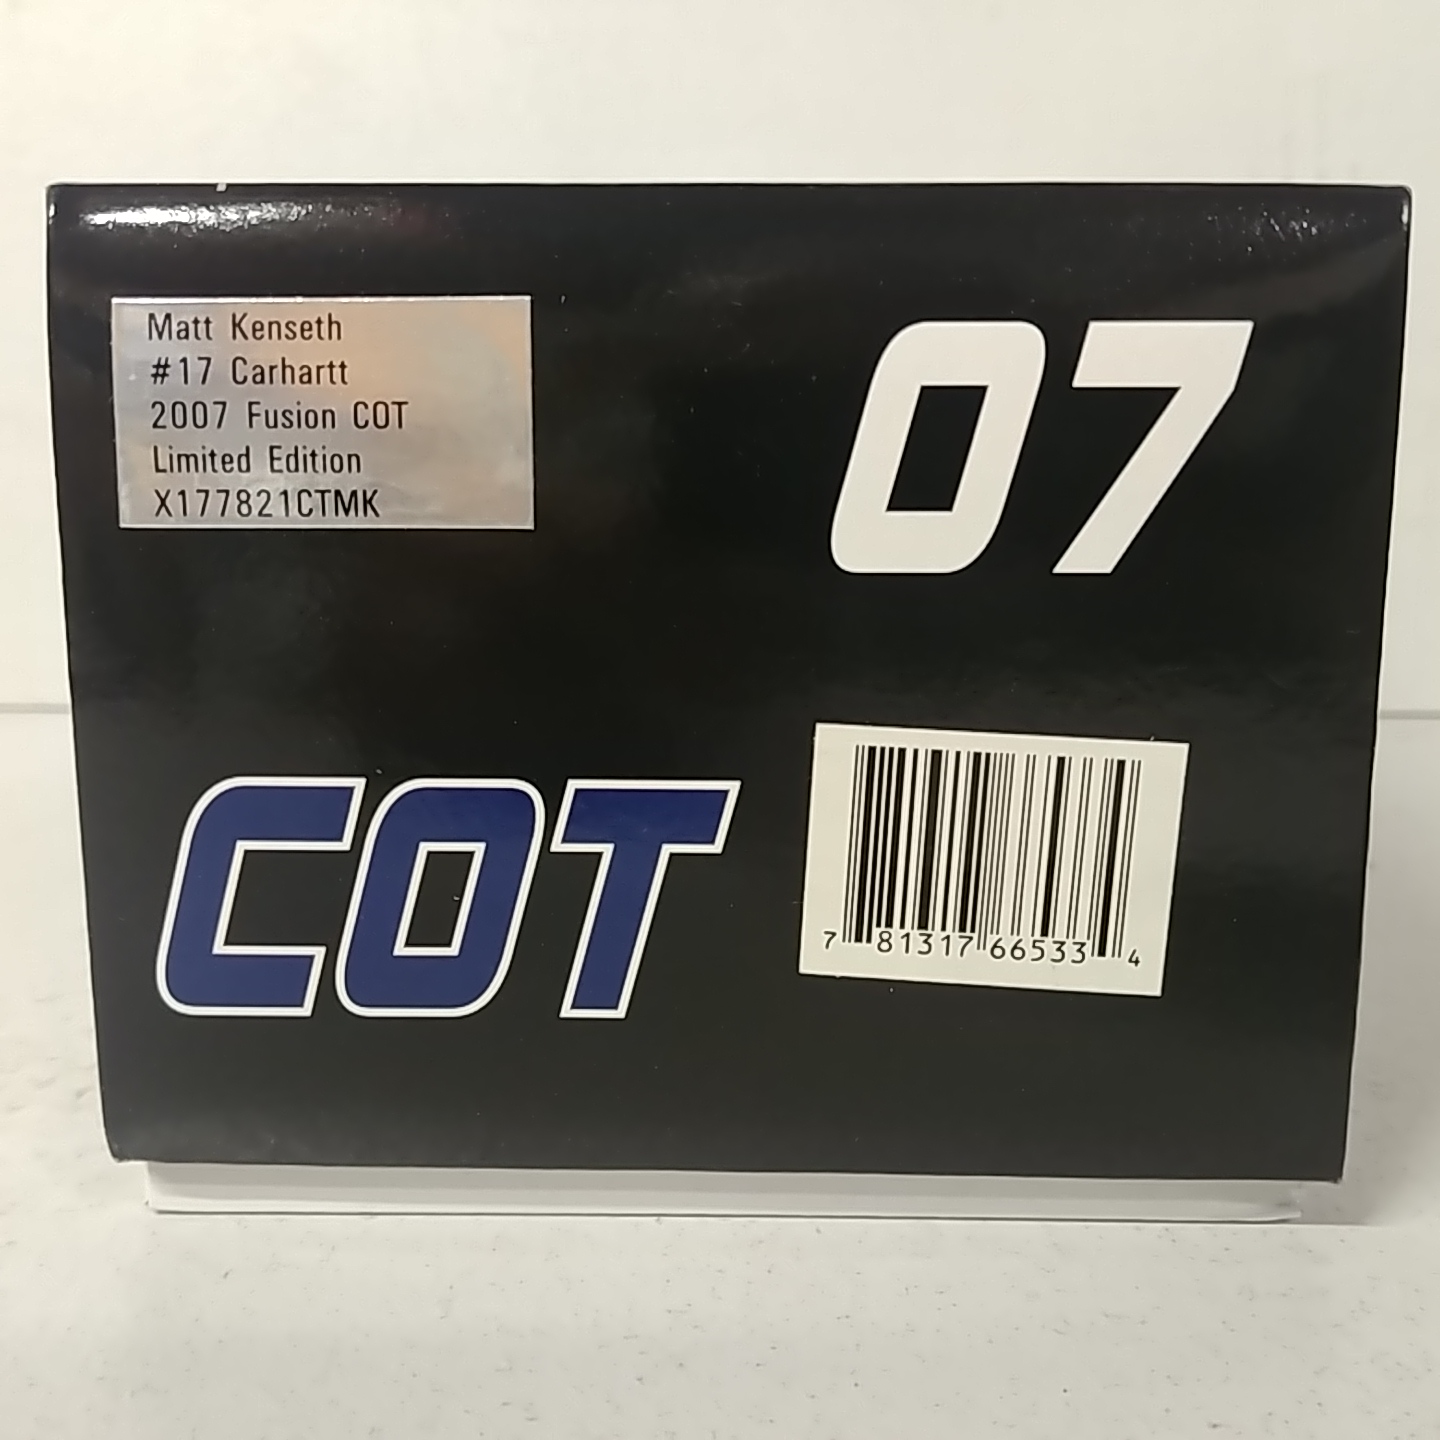 Matt Kenseth
#17 Carhartt
2007 Fusion COT
Limited Edition
X177821CTMK
07
COT
7 81317 66533 4